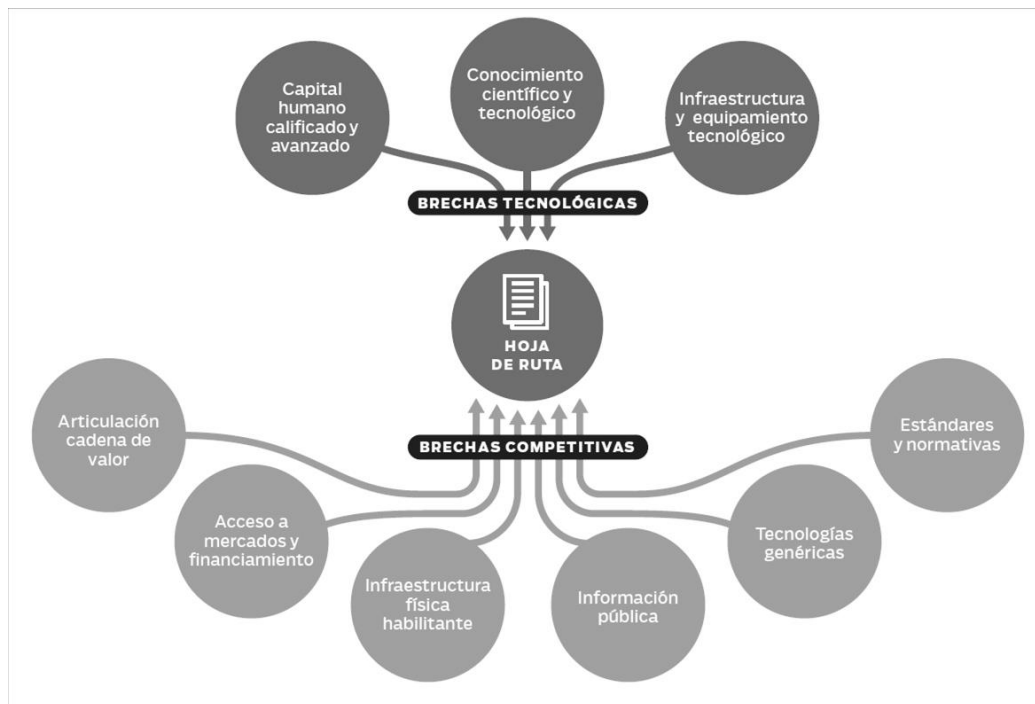 Capital
humano
calificado y
avanzado
Conocimiento
científico y
tecnológico
Infraestructura
y equipamiento
tecnológico
BRECHAS TECNOLÓGICAS
HOJA
DE RUTA
BRECHAS COMPETITIVAS
Articulación
cadena de
valor
Acceso a
mercados y
financiamiento
Infraestructura
física
habilitante
Información
pública
Tecnologías
genéricas
Estándares
y normativas